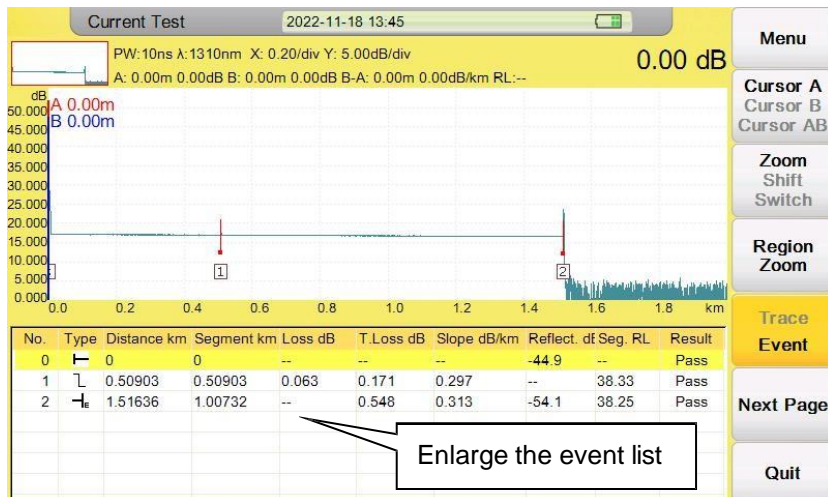 Current Test 2022-11-18 13:45
PW:10ns λ:1310nm X: 0.20/div Y: 5.00dB/div
A: 0.00m 0.00dB B: 0.00m 0.00dB B-A: 0.00m 0.00dB/km RL:--
0.00 dB
dB
A 0.00m
B 0.00m
50.000
45.000
40.000
35.000
30.000
25.000
20.000
15.000
10.000
5.000
0.000
1
2
0.0 0.2 0.4 0.6 0.8 1.0 1.2 1.4 1.6 1.8 km
No. Type Distance km Segment km Loss dB T.Loss dB Slope dB/km Reflect. dB Seg. RL Result
0 0 0 -- -- -- -44.9 -- Pass
1 0.50903 0.50903 0.063 0.171 0.297 -- 38.33 Pass
2 E 1.51636 1.00732 -- 0.548 0.313 -54.1 38.25 Pass
Enlarge the event list
Menu
Cursor A
Cursor B
Cursor AB
Zoom
Shift
Switch
Region
Zoom
Trace
Event
Next Page
Quit